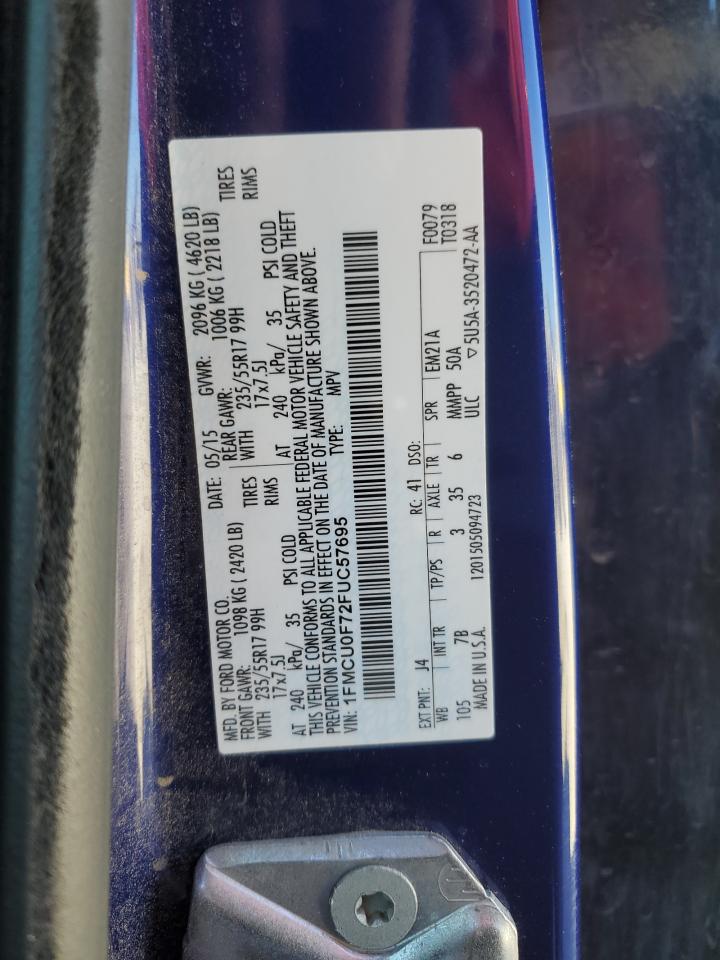 MFD. BY FORD MOTOR CO. DATE: 05/15 GVWR: 2096 KG ( 4620 LB)
FRONT GAWR: 1098 KG ( 2420 LB) REAR GAWR: 1006 KG ( 2218 LB)
WITH 235/55R17 99H TIRES WITH 235/55R17 99H TIRES
17x7.5J RIMS 17x7.5J RIMS
AT 240 kPa/ 35 PSI COLD AT 240 kPa/ 35 PSI COLD
THIS VEHICLE CONFORMS TO ALL APPLICABLE FEDERAL MOTOR VEHICLE SAFETY AND THEFT
PREVENTION STANDARDS IN EFFECT ON THE DATE OF MANUFACTURE SHOWN ABOVE.
VIN: 1FMCU0F72FUC57695 TYPE: MPV
EXT PNT: J4 RC: 41 DSO: F0079
WB INT TR TP/PS R AXLE TR SPR EM21A T0318
105 7B 3 35 6 MMPP 50A
MADE IN U.S.A. 1201505094723 ULC ▽5U5A-3520472-AA